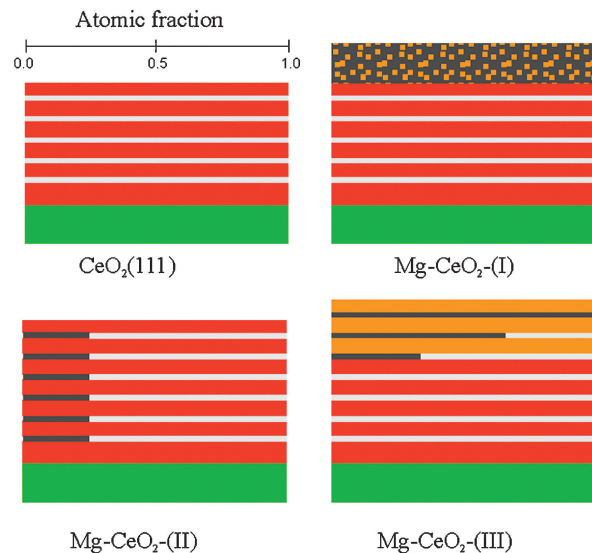 Atomic fraction
0.0 0.5 1.0
CeO₂(111)
Mg-CeO₂-(I)
Mg-CeO₂-(II)
Mg-CeO₂-(III)